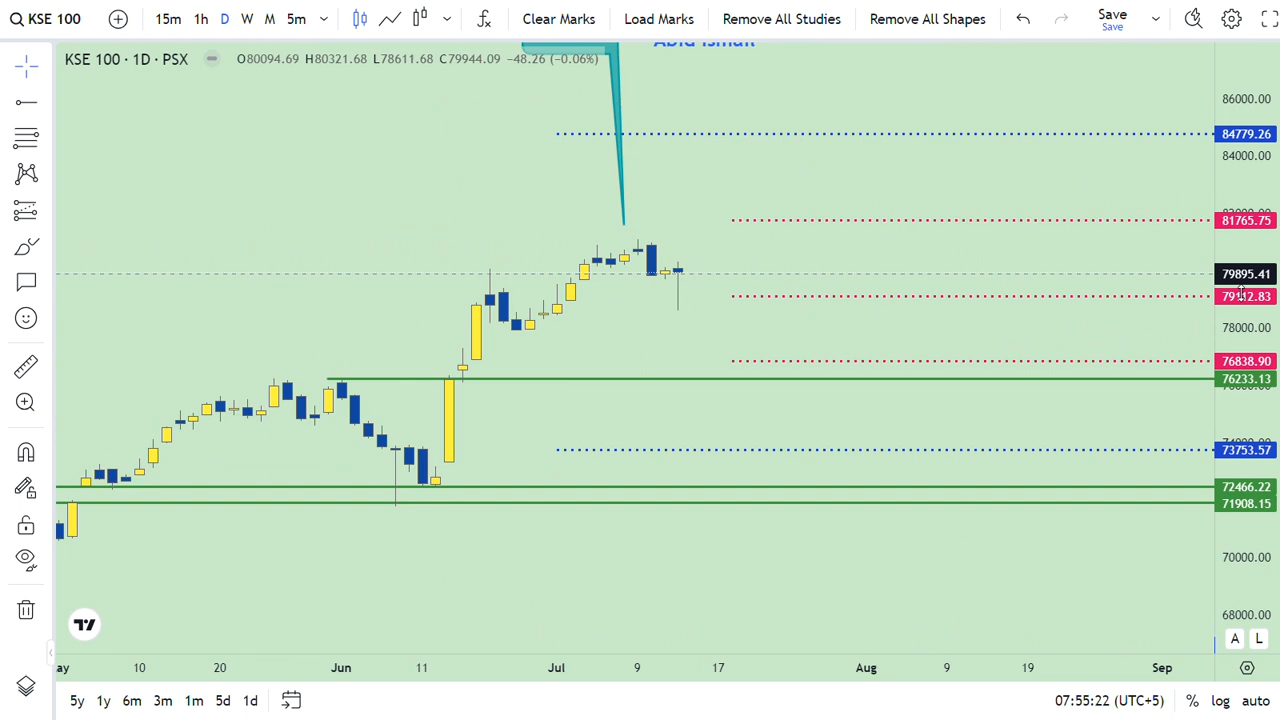 KSE 100 15m 1h D W M 5m Clear Marks Load Marks Remove All Studies Remove All Shapes Save
Save
KSE 100 · 1D · PSX O80094.69 H80321.68 L78611.68 C79944.09 −48.26 (−0.06%)
86000.00
84779.26
84000.00
81765.75
79895.41
78000.00
76838.90
76233.13
73753.57
72466.22
71908.15
70000.00
68000.00
A L
10 20 Jun 11 Jul 9 17 Aug 9 19 Sep
5y 1y 6m 3m 1m 5d 1d 07:55:22 (UTC+5) % log auto